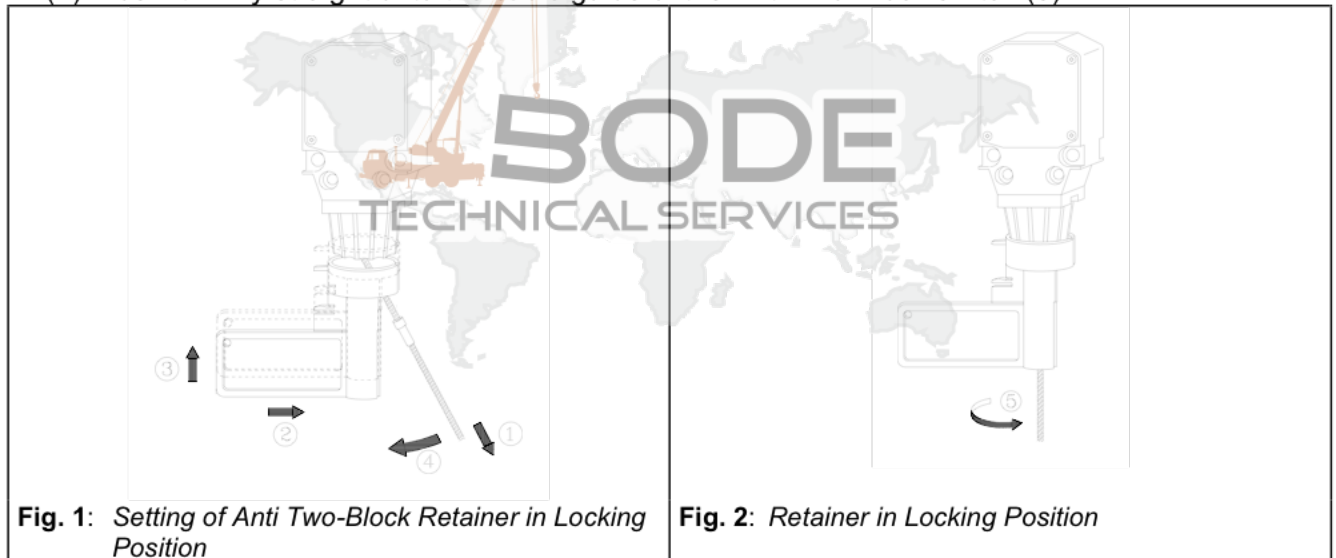 BODE
TECHNICAL SERVICES
③
②
④
①
⑤
Fig. 1: Setting of Anti Two-Block Retainer in Locking
Position
Fig. 2: Retainer in Locking Position